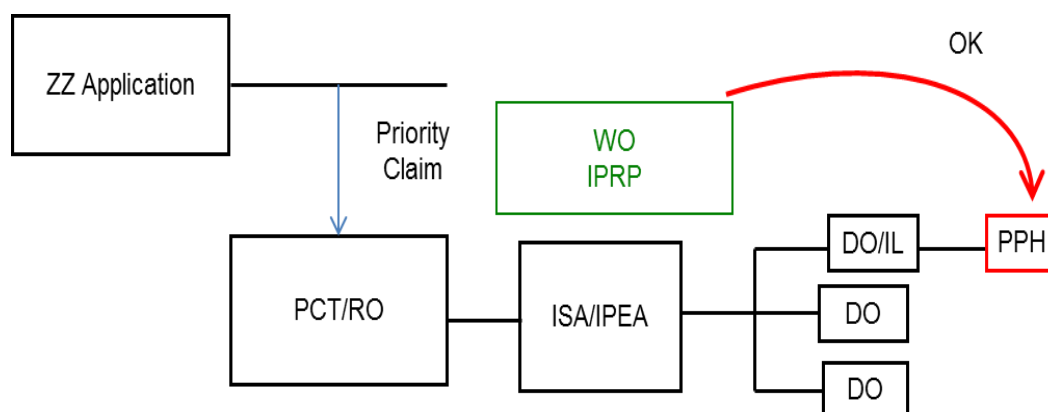 OK
ZZ Application
Priority
Claim
WO
IPRP
DO/IL
PPH
PCT/RO
ISA/IPEA
DO
DO